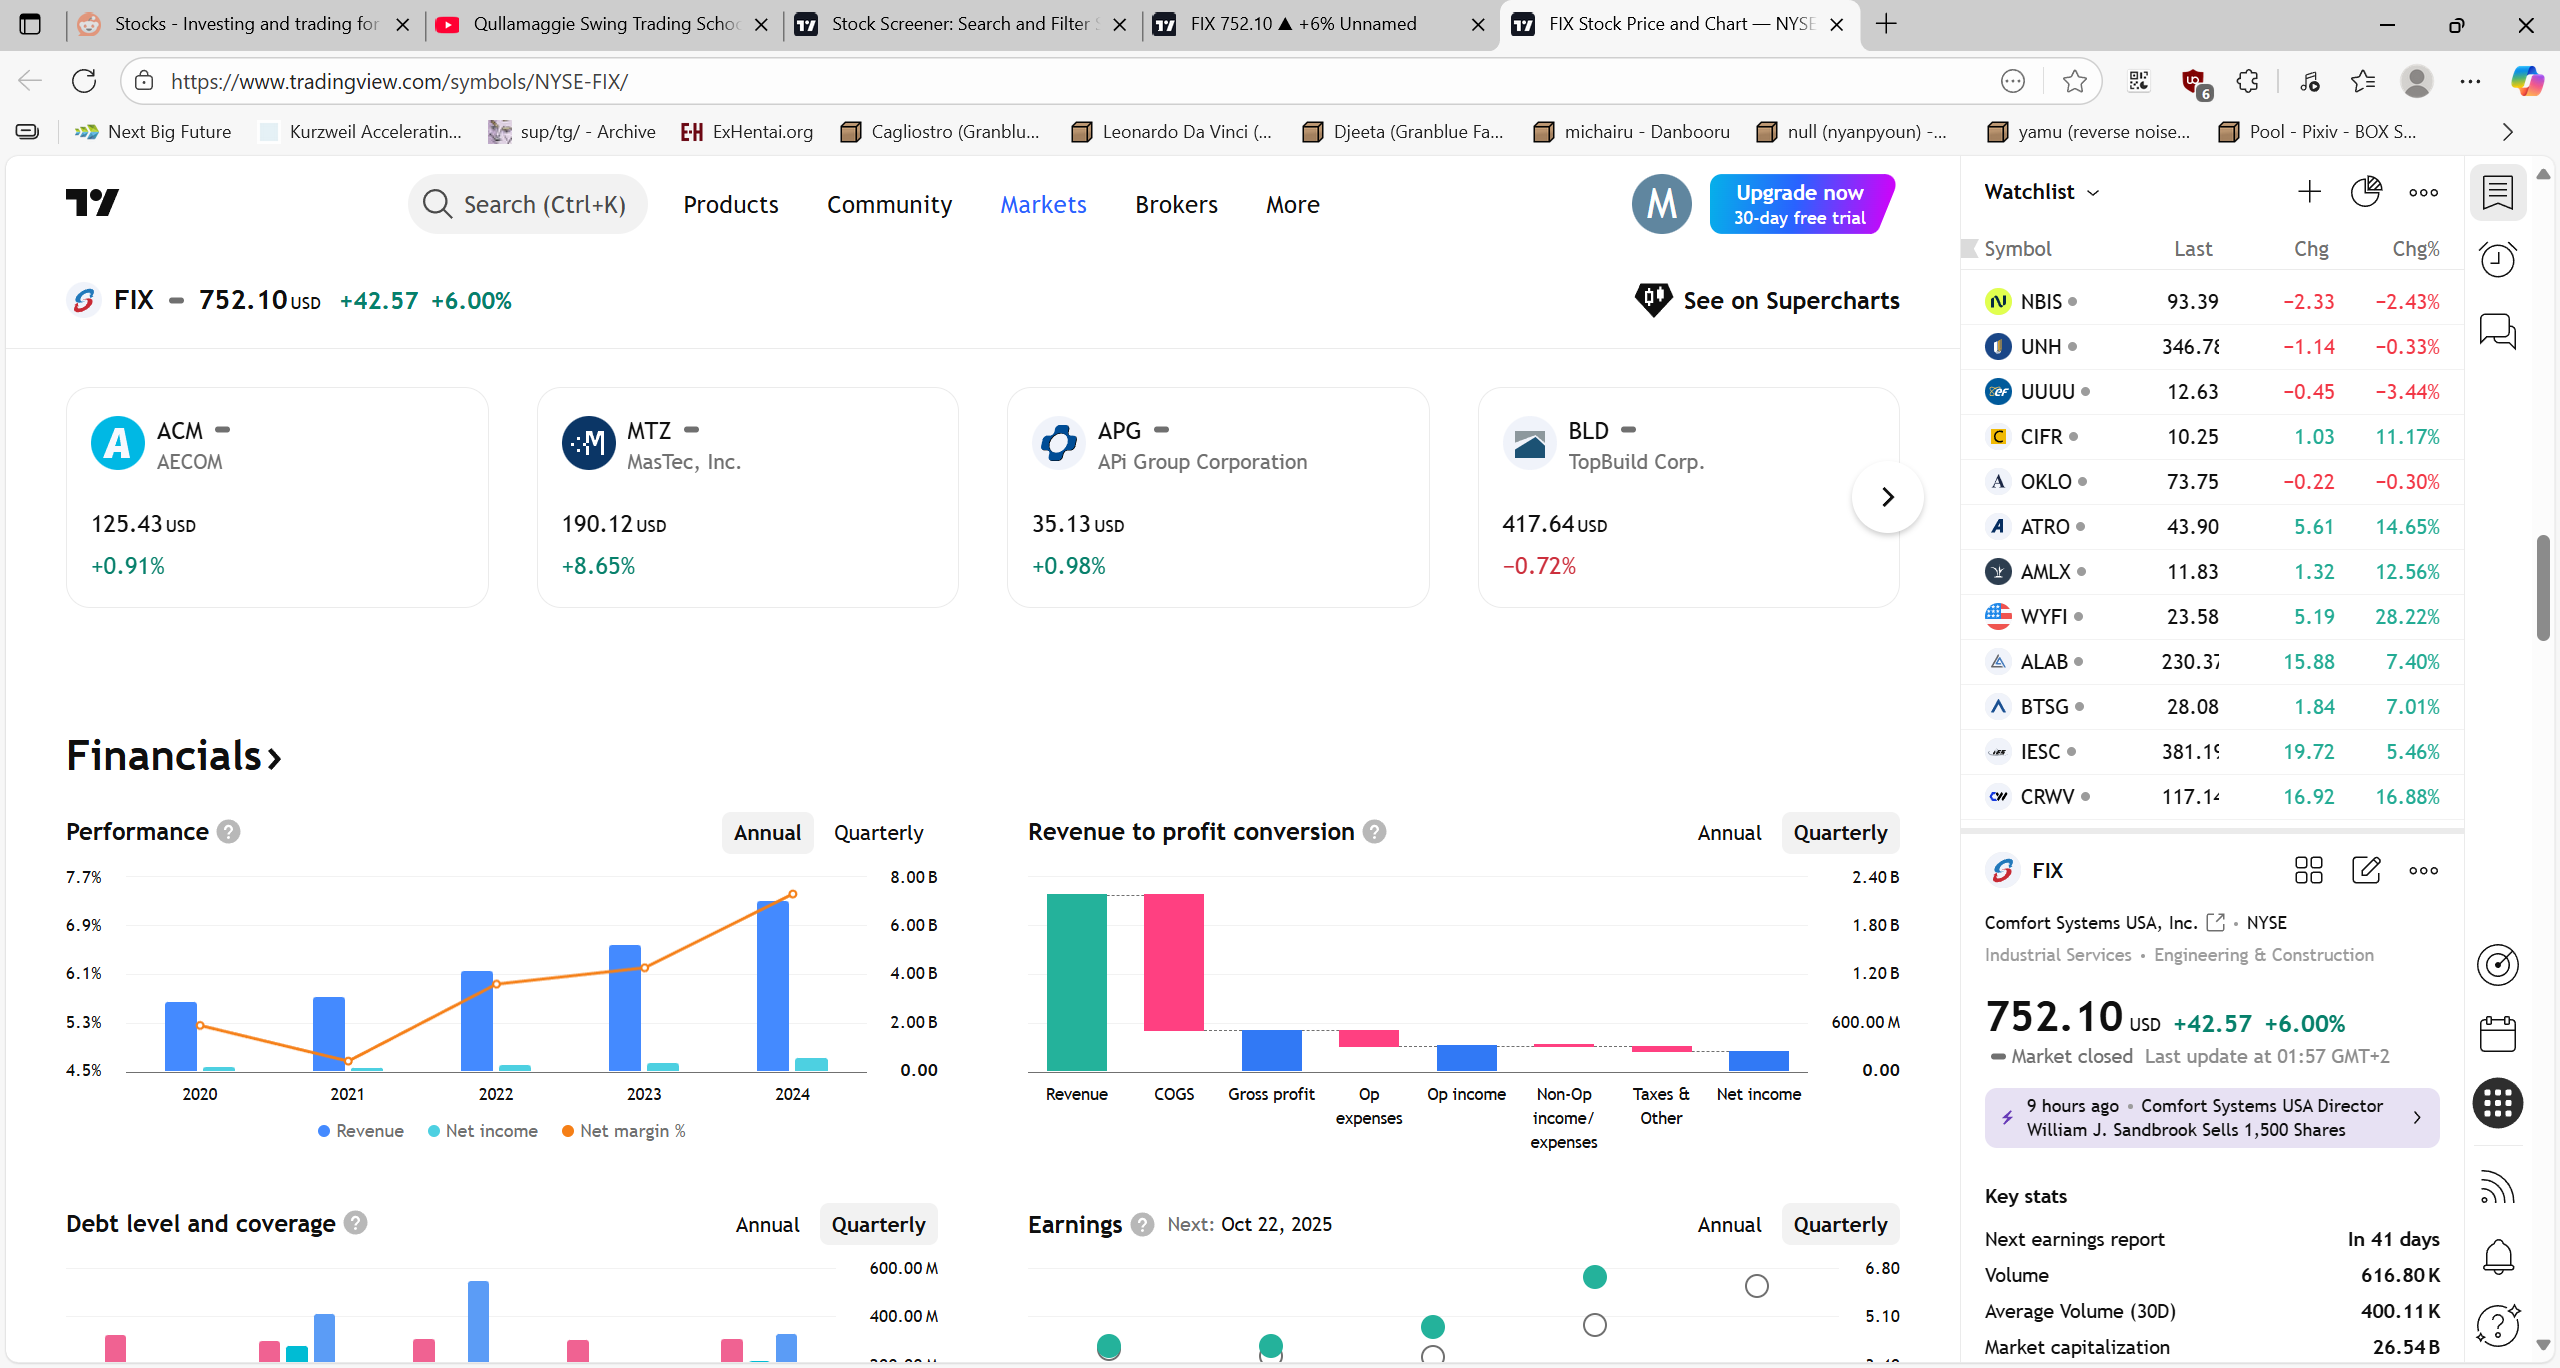 Stocks - Investing and trading for
Qullamaggie Swing Trading Schoo
Stock Screener: Search and Filter S
FIX 752.10 ▲ +6% Unnamed
FIX Stock Price and Chart — NYSE
https://www.tradingview.com/symbols/NYSE-FIX/
6
Next Big Future
Kurzweil Acceleratin...
sup/tg/ - Archive
ExHentai.org
Cagliostro (Granblu...
Leonardo Da Vinci (...
Djeeta (Granblue Fa...
michairu - Danbooru
null (nyanpyoun) -...
yamu (reverse noise...
Pool - Pixiv - BOX S...
Search (Ctrl+K)
Products
Community
Markets
Brokers
More
M
Upgrade now
30-day free trial
FIX 752.10 USD +42.57 +6.00%
See on Supercharts
ACM
AECOM
125.43 USD
+0.91%
MTZ
MasTec, Inc.
190.12 USD
+8.65%
APG
APi Group Corporation
35.13 USD
+0.98%
BLD
TopBuild Corp.
417.64 USD
−0.72%
Financials ›
Performance
Annual Quarterly
7.7%
6.9%
6.1%
5.3%
4.5%
8.00 B
6.00 B
4.00 B
2.00 B
0.00
2020 2021 2022 2023 2024
Revenue Net income Net margin %
Revenue to profit conversion
Annual Quarterly
2.40 B
1.80 B
1.20 B
600.00 M
0.00
Revenue
COGS
Gross profit
Op
expenses
Op income
Non-Op
income/
expenses
Taxes &
Other
Net income
Debt level and coverage
Annual Quarterly
600.00 M
400.00 M
Earnings Next: Oct 22, 2025
Annual Quarterly
6.80
5.10
Watchlist
Symbol Last Chg Chg%
NBIS 93.39 −2.33 −2.43%
UNH 346.78 −1.14 −0.33%
UUUU 12.63 −0.45 −3.44%
CIFR 10.25 1.03 11.17%
OKLO 73.75 −0.22 −0.30%
ATRO 43.90 5.61 14.65%
AMLX 11.83 1.32 12.56%
WYFI 23.58 5.19 28.22%
ALAB 230.37 15.88 7.40%
BTSG 28.08 1.84 7.01%
IESC 381.19 19.72 5.46%
CRWV 117.14 16.92 16.88%
FIX
Comfort Systems USA, Inc. • NYSE
Industrial Services • Engineering & Construction
752.10 USD +42.57 +6.00%
Market closed Last update at 01:57 GMT+2
9 hours ago • Comfort Systems USA Director
William J. Sandbrook Sells 1,500 Shares
Key stats
Next earnings report In 41 days
Volume 616.80 K
Average Volume (30D) 400.11 K
Market capitalization 26.54 B